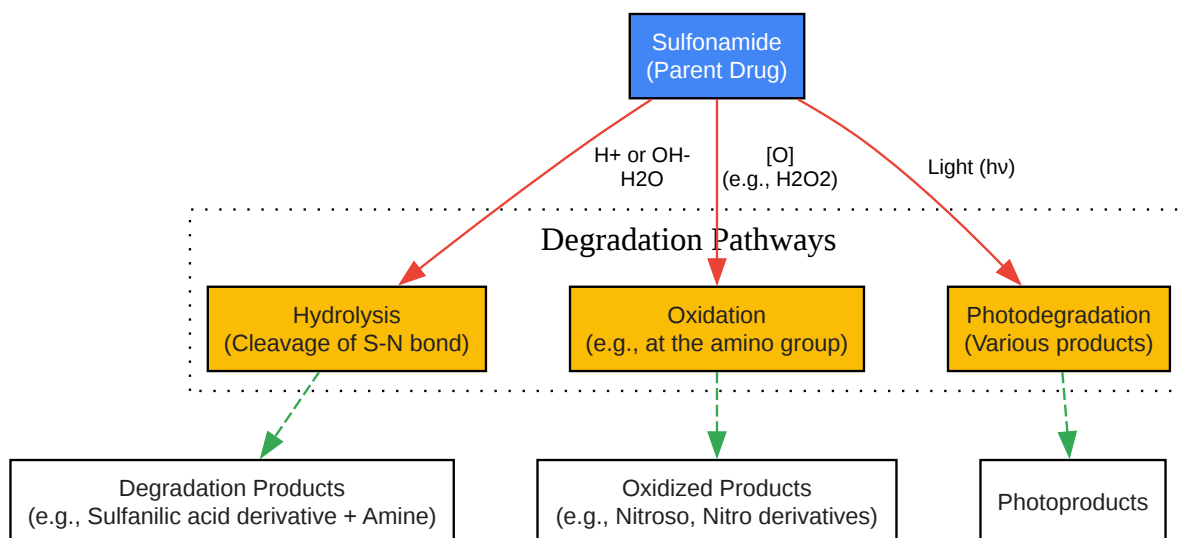 Sulfonamide
(Parent Drug)
H+ or OH-
H2O
[O]
(e.g., H2O2)
Light (hν)
Degradation Pathways
Hydrolysis
(Cleavage of S-N bond)
Oxidation
(e.g., at the amino group)
Photodegradation
(Various products)
Degradation Products
(e.g., Sulfanilic acid derivative + Amine)
Oxidized Products
(e.g., Nitroso, Nitro derivatives)
Photoproducts